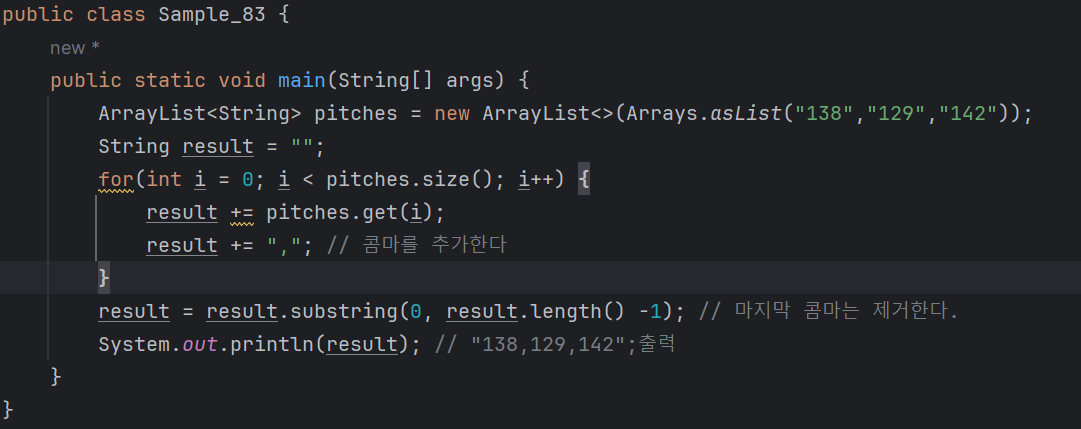 public class Sample_83 {
new *
public static void main(String[] args) {
ArrayList<String> pitches = new ArrayList<>(Arrays.asList("138","129","142"));
String result = "";
for(int i = 0; i < pitches.size(); i++) {
result += pitches.get(i);
result += ","; // 콤마를 추가한다
}
result = result.substring(0, result.length() -1); // 마지막 콤마는 제거한다.
System.out.println(result); // "138,129,142";출력
}
}